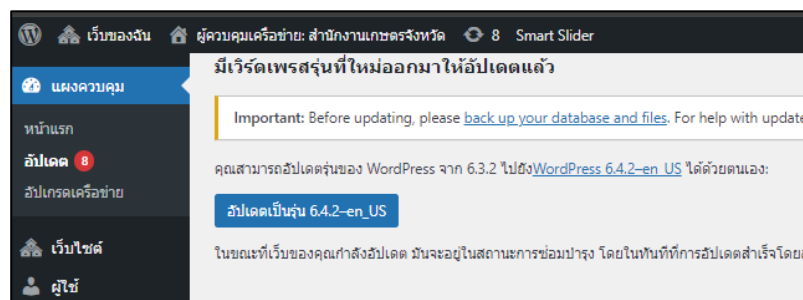 เว็บของฉัน ผู้ควบคุมเครือข่าย: สำนักงานเกษตรจังหวัด 8 Smart Slider
แผงควบคุม
หน้าแรก
อัปเดต 8
อัปเกรดเครือข่าย
เว็บไซต์
ผู้ใช้
มีเวิร์ดเพรสรุ่นที่ใหม่ออกมาให้อัปเดตแล้ว
Important: Before updating, please back up your database and files. For help with update
คุณสามารถอัปเดตรุ่นของ WordPress จาก 6.3.2 ไปยังWordPress 6.4.2–en_US ได้ด้วยตนเอง:
อัปเดตเป็นรุ่น 6.4.2–en_US
ในขณะที่เว็บของคุณกำลังอัปเดต มันจะอยู่ในสถานะการซ่อมบำรุง โดยในทันทีที่การอัปเดตสำเร็จโดย